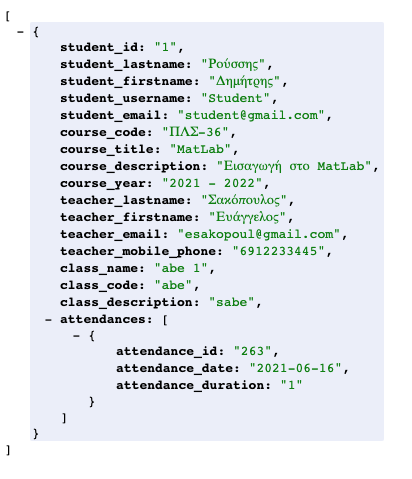 [
- {
student_id: "1",
student_lastname: "Ρούσσης",
student_firstname: "Δημήτρης",
student_username: "Student",
student_email: "student@gmail.com",
course_code: "ΠΛΣ-36",
course_title: "MatLab",
course_description: "Εισαγωγή στο MatLab",
course_year: "2021 - 2022",
teacher_lastname: "Σακόπουλος",
teacher_firstname: "Ευάγγελος",
teacher_email: "esakopoul@gmail.com",
teacher_mobile_phone: "6912233445",
class_name: "abe 1",
class_code: "abe",
class_description: "sabe",
- attendances: [
- {
attendance_id: "263",
attendance_date: "2021-06-16",
attendance_duration: "1"
}
]
}
]